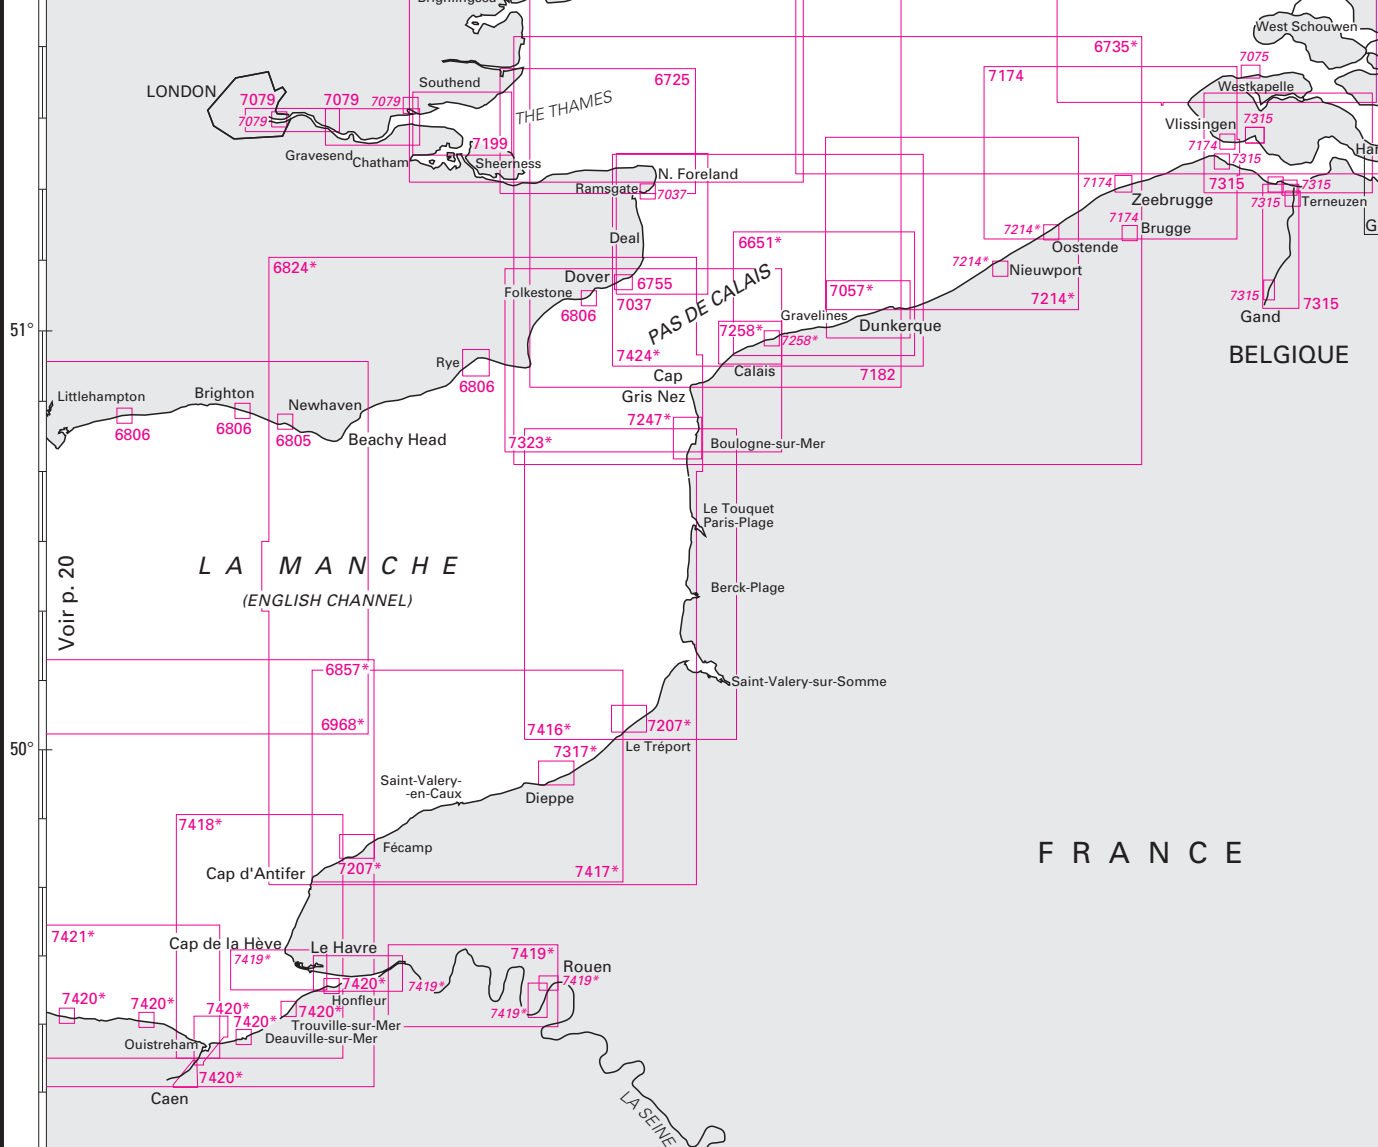 West Schouwen
6735*
7075
6725
7174
Southend
Westkapelle
LONDON
7079
7079
7079
THE THAMES
7079
Vlissingen
7315
7199
7174
Gravesend
Chatham
Sheerness
7315
N. Foreland
7174
7315
7315
Ramsgate
7037
7315
Terneuzen
Zeebrugge
7174
Brugge
G
7214*
Deal
6651*
Oostende
6824*
7214*
Nieuwport
Dover
6755
Folkestone
7037
7057*
7214*
7315
7315
6806
PAS DE CALAIS
Gravelines
Gand
51°
7258*
7258*
Dunkerque
7424*
BELGIQUE
Rye
Calais
Cap
7182
6806
Gris Nez
Littlehampton
Brighton
Newhaven
6806
6806
6805
Beachy Head
7247*
7323*
Boulogne-sur-Mer
Le Touquet
Paris-Plage
LA MANCHE
(ENGLISH CHANNEL)
Voir p. 20
Berck-Plage
6857*
Saint-Valery-sur-Somme
6968*
7416*
7207*
50°
7317*
Le Tréport
Saint-Valery-
-en-Caux
Dieppe
7418*
Fécamp
FRANCE
7207*
7417*
Cap d'Antifer
7421*
Cap de la Hève
Le Havre
7419*
7419*
Rouen
7420*
7419*
7419*
7420*
7420*
7420*
Honfleur
7420*
7419*
7420*
Trouville-sur-Mer
Ouistreham
Deauville-sur-Mer
7420*
Caen
LA SEINE